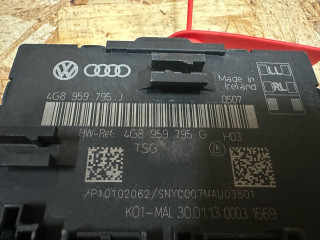 Made in
Ireland
4G8 959 795 J
0507
HW-Ref: 4G8 959 795 G H03
TSG
/P10102062/SNYC007MAU03801
K01-MAL 30.01.13 0003 1669